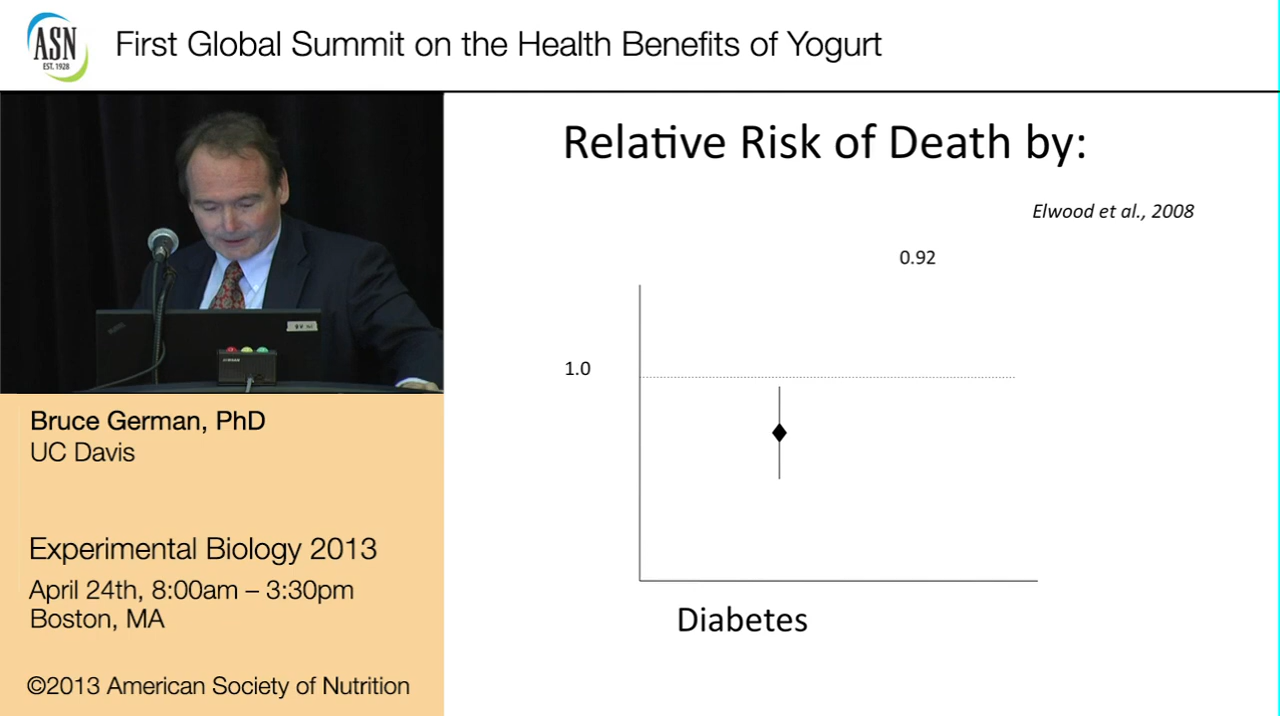 ASN
EST. 1928
First Global Summit on the Health Benefits of Yogurt
Relative Risk of Death by:
Elwood et al., 2008
0.92
1.0
Diabetes
Bruce German, PhD
UC Davis
Experimental Biology 2013
April 24th, 8:00am – 3:30pm
Boston, MA
©2013 American Society of Nutrition